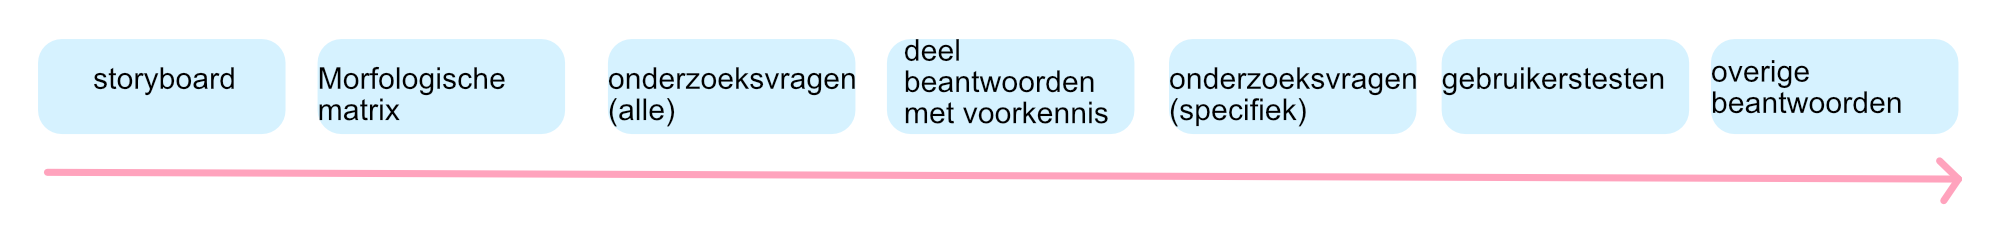 storyboard
Morfologische
matrix
onderzoeksvragen
(alle)
deel
beantwoorden
met voorkennis
onderzoeksvragen
(specifiek)
gebruikerstesten
overige
beantwoorden